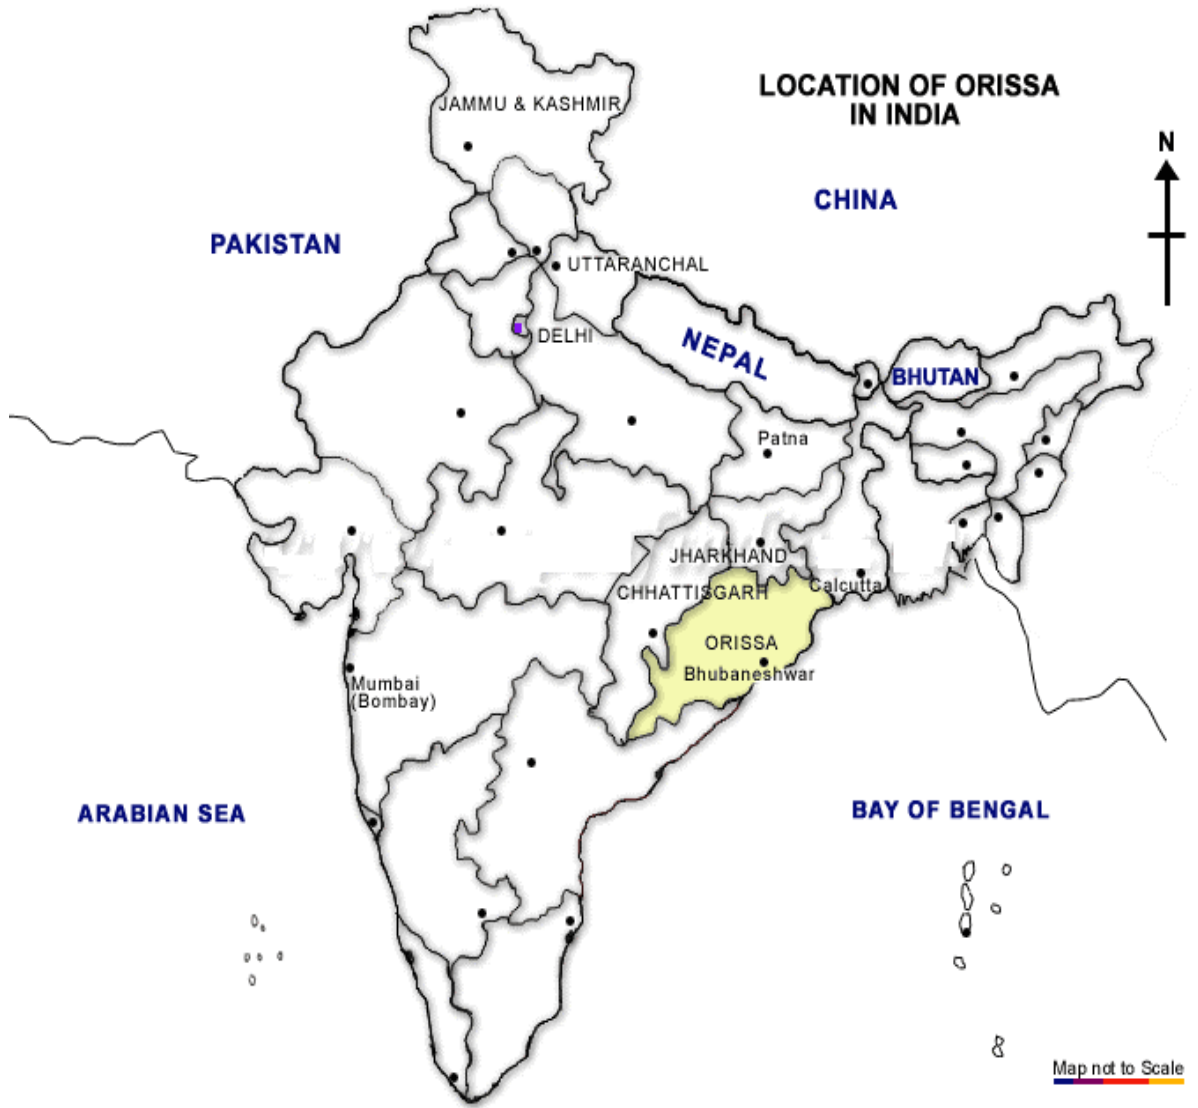 LOCATION OF ORISSA
IN INDIA
JAMMU & KASHMIR
N
CHINA
PAKISTAN
UTTARANCHAL
DELHI
NEPAL
BHUTAN
Patna
JHARKHAND
CHHATTISGARH
Calcutta
ORISSA
Bhubaneshwar
Mumbai
(Bombay)
ARABIAN SEA
BAY OF BENGAL
Map not to Scale